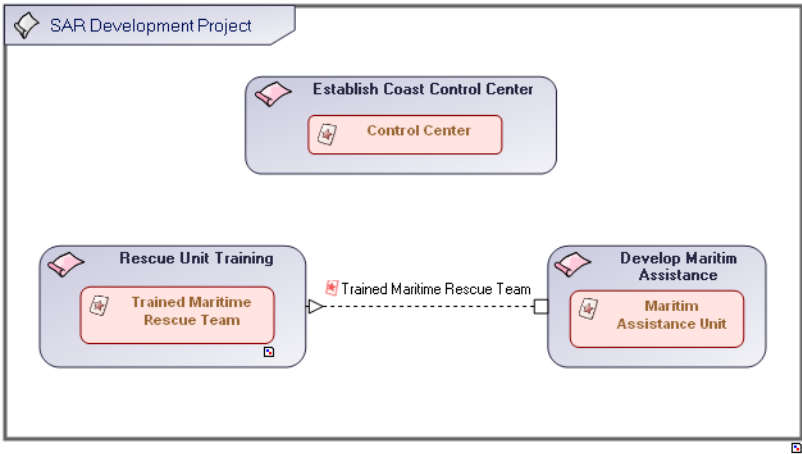 SAR Development Project
Establish Coast Control Center
Control Center
Rescue Unit Training
Trained Maritime
Rescue Team
Trained Maritime Rescue Team
Develop Maritim
Assistance
Maritim
Assistance Unit